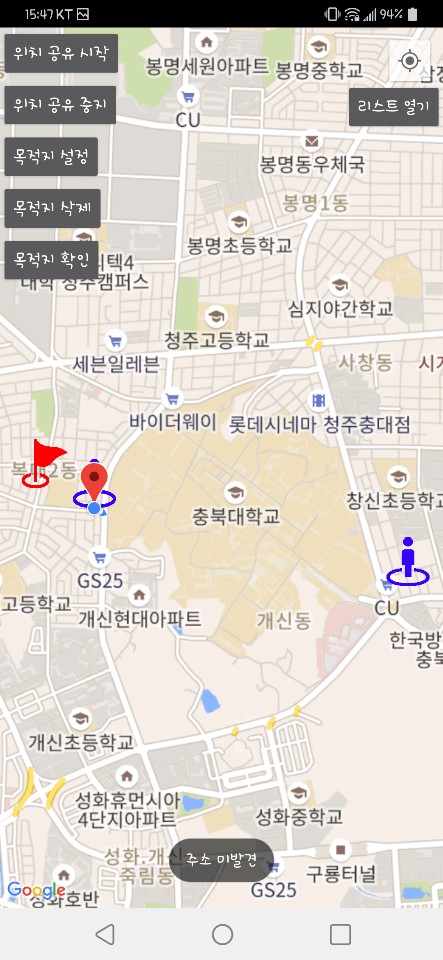 15:47 KT
94%
위치 공유 시작
위치 공유 중지
목적지 설정
목적지 삭제
목적지 확인
리스트 열기
봉명세원아파트
봉명중학교
CU
봉명동우체국
봉명1동
봉명초등학교
텍4
대학 청주캠퍼스
심지야간학교
청주고등학교
세븐일레븐
사창동
바이더웨이
롯데시네마 청주충대점
2동
충북대학교
창신초등학교
GS25
CU
고등학교
개신현대아파트
개신동
한국방
충북
개신초등학교
성화휴먼시아
4단지아파트
성화중학교
주소 미발견
성화.개신
죽림동
구룡터널
GS25
Google
성화호반